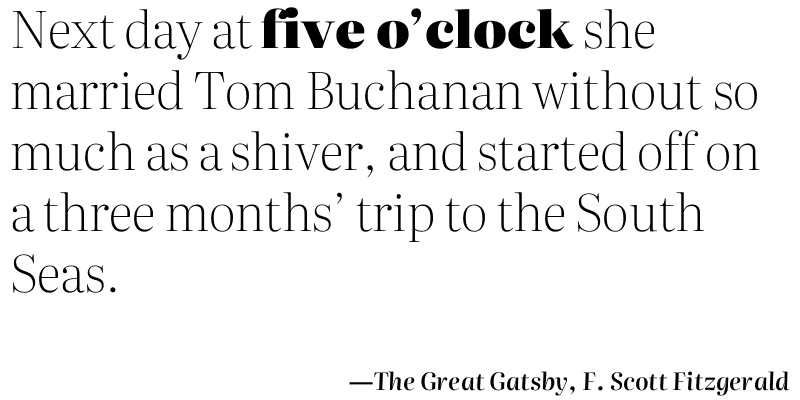 Next day at five o’clock she
married Tom Buchanan without so
much as a shiver, and started off on
a three months’ trip to the South
Seas.
—The Great Gatsby, F. Scott Fitzgerald